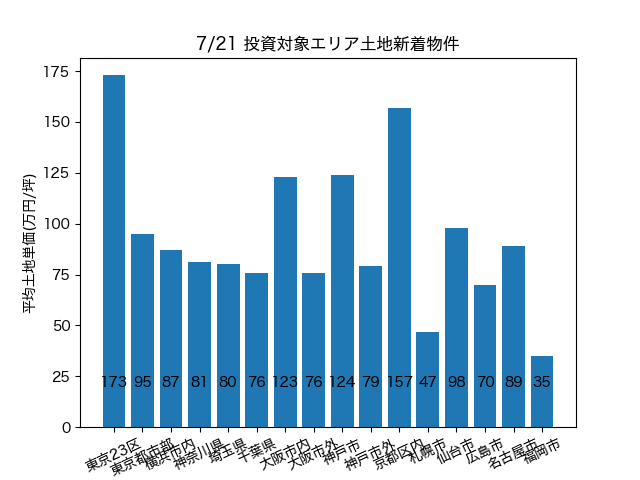 7/21 投資対象エリア土地新着物件
平均土地単価(万円/坪)
175
150
125
100
75
50
25
0
173 95 87 81 80 76 123 76 124 79 157 47 98 70 89 35
東京23区 東京都市部 横浜市内 神奈川県 埼玉県 千葉県 大阪市内 大阪市外 神戸市 神戸市外 京都区内 札幌市 仙台市 広島市 名古屋市 福岡市